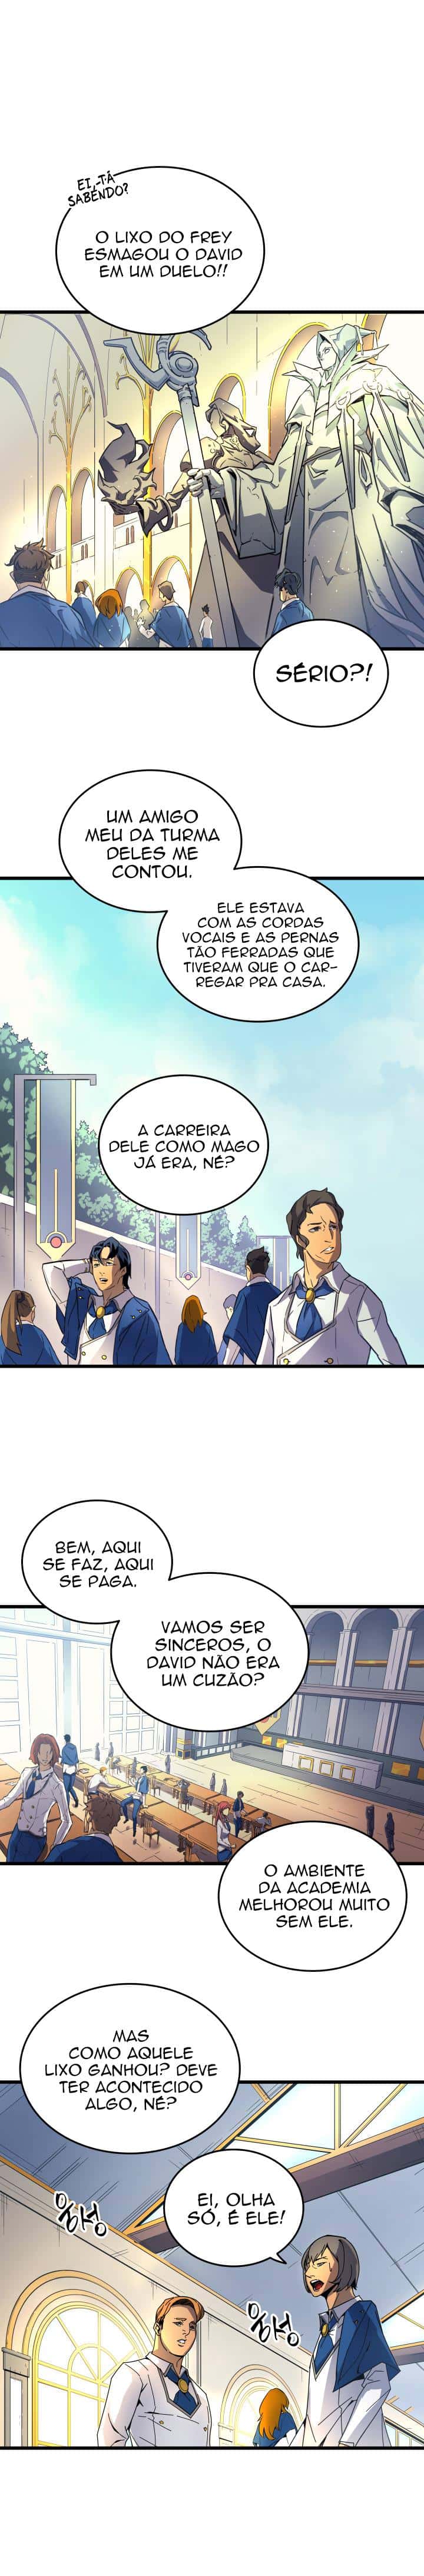 EI, TÁ
SABENDO?
O LIXO DO FREY
ESMAGOU O DAVID
EM UM DUELO!!
SÉRIO?!
UM AMIGO
MEU DA TURMA
DELES ME
CONTOU.
ELE ESTAVA
COM AS CORDAS
VOCAIS E AS PERNAS
TÃO FERRADAS QUE
TIVERAM QUE O CAR-
REGAR PRA CASA.
A CARREIRA
DELE COMO MAGO
JÁ ERA, NÉ?
BEM, AQUI
SE FAZ, AQUI
SE PAGA.
VAMOS SER
SINCEROS, O
DAVID NÃO ERA
UM CUZÃO?
O AMBIENTE
DA ACADEMIA
MELHOROU MUITO
SEM ELE.
MAS
COMO AQUELE
LIXO GANHOU? DEVE
TER ACONTECIDO
ALGO, NÉ?
웅성
EI, OLHA
SÓ, É ELE!
웅성